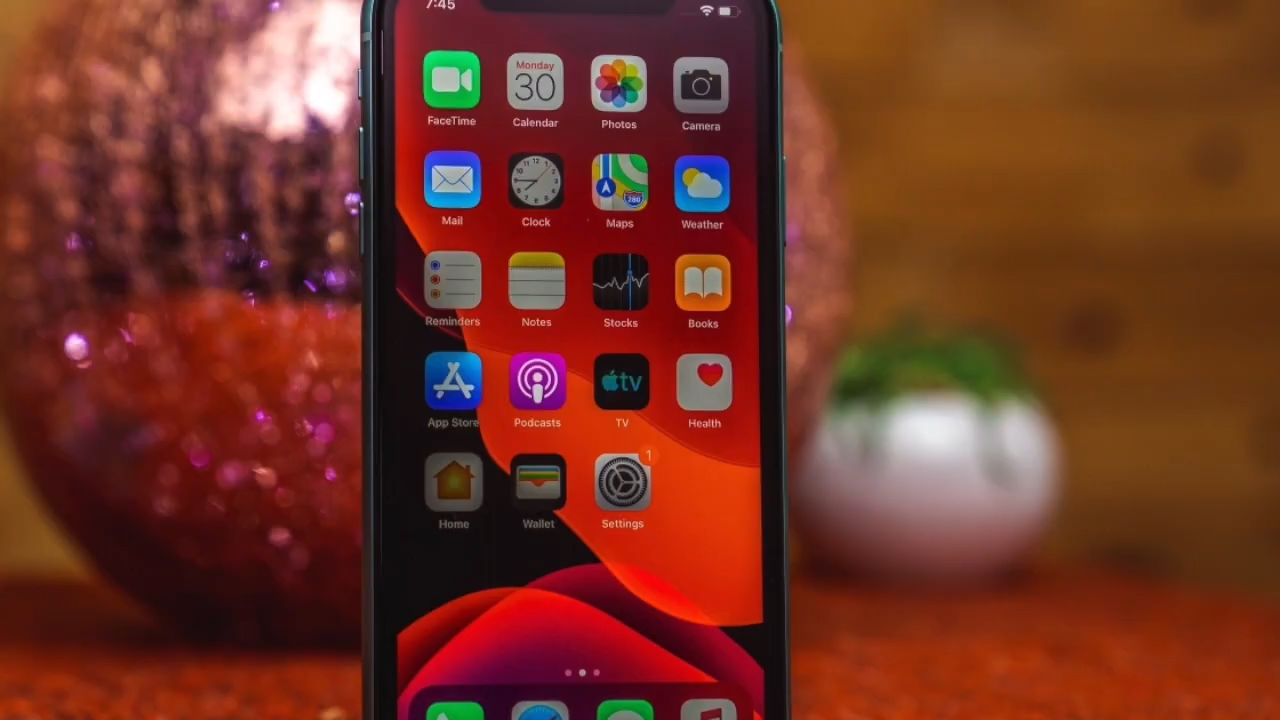 7:45
Monday
30
FaceTime
Calendar
Photos
Camera
Mail
Clock
Maps
Weather
280
Reminders
Notes
Stocks
Books
tv
App Store
Podcasts
TV
Health
1
Home
Wallet
Settings